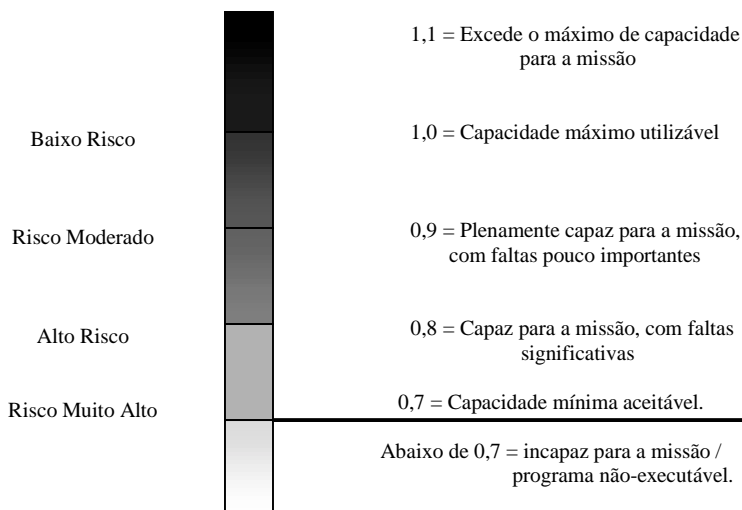 1,1 = Excede o máximo de capacidade
para a missão
Baixo Risco
1,0 = Capacidade máximo utilizável
Risco Moderado
0,9 = Plenamente capaz para a missão,
com faltas pouco importantes
Alto Risco
0,8 = Capaz para a missão, com faltas
significativas
Risco Muito Alto
0,7 = Capacidade mínima aceitável.
Abaixo de 0,7 = incapaz para a missão /
programa não-executável.